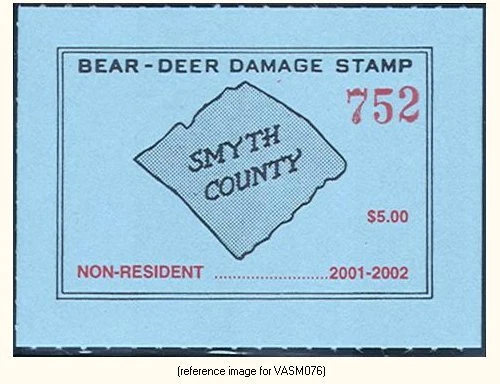 BEAR-DEER DAMAGE STAMP
752
SMYTH
COUNTY
$5.00
NON-RESIDENT ..............................2001-2002
(reference image for VASM076)